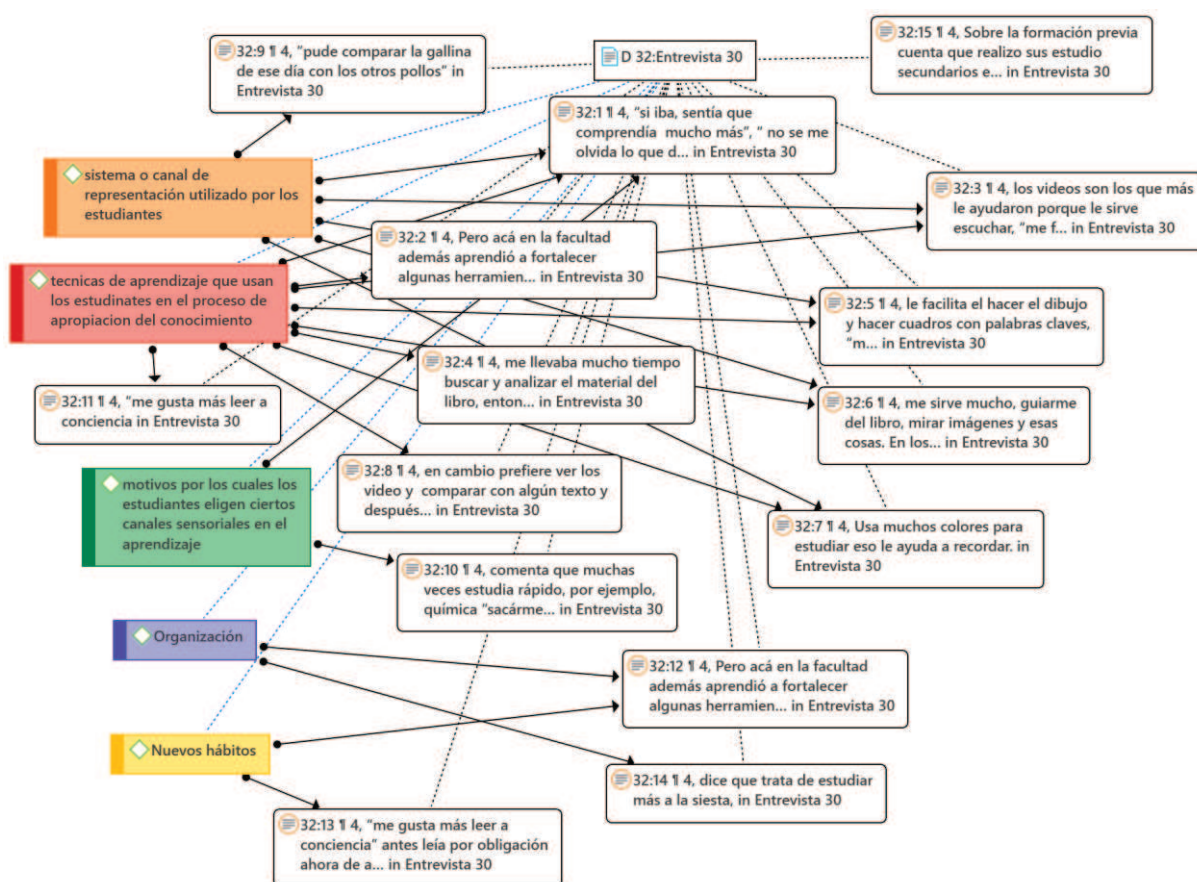 32:9 ¶ 4, "pude comparar la gallina
de ese día con los otros pollos" in
Entrevista 30
D 32:Entrevista 30
32:15 ¶ 4, Sobre la formación previa
cuenta que realizo sus estudio
secundarios e... in Entrevista 30
32:1 ¶ 4, "si iba, sentía que
comprendía mucho más", " no se me
olvida lo que d... in Entrevista 30
sistema o canal de
representación utilizado por los
estudiantes
32:3 ¶ 4, los videos son los que más
le ayudaron porque le sirve
escuchar, "me f... in Entrevista 30
32:2 ¶ 4, Pero acá en la facultad
además aprendió a fortalecer
algunas herramien... in Entrevista 30
tecnicas de aprendizaje que usan
los estudinates en el proceso de
apropiacion del conocimiento
32:5 ¶ 4, le facilita el hacer el dibujo
y hacer cuadros con palabras claves,
"m... in Entrevista 30
32:4 ¶ 4, me llevaba mucho tiempo
buscar y analizar el material del
libro, enton... in Entrevista 30
32:11 ¶ 4, "me gusta más leer a
conciencia in Entrevista 30
32:6 ¶ 4, me sirve mucho, guiarme
del libro, mirar imágenes y esas
cosas. En los... in Entrevista 30
motivos por los cuales los
estudiantes eligen ciertos
canales sensoriales en el
aprendizaje
32:8 ¶ 4, en cambio prefiere ver los
video y comparar con algún texto y
después... in Entrevista 30
32:7 ¶ 4, Usa muchos colores para
estudiar eso le ayuda a recordar. in
Entrevista 30
32:10 ¶ 4, comenta que muchas
veces estudia rápido, por ejemplo,
química "sacárme... in Entrevista 30
Organización
32:12 ¶ 4, Pero acá en la facultad
además aprendió a fortalecer
algunas herramien... in Entrevista 30
Nuevos hábitos
32:14 ¶ 4, dice que trata de estudiar
más a la siesta, in Entrevista 30
32:13 ¶ 4, "me gusta más leer a
conciencia" antes leía por obligación
ahora de a... in Entrevista 30